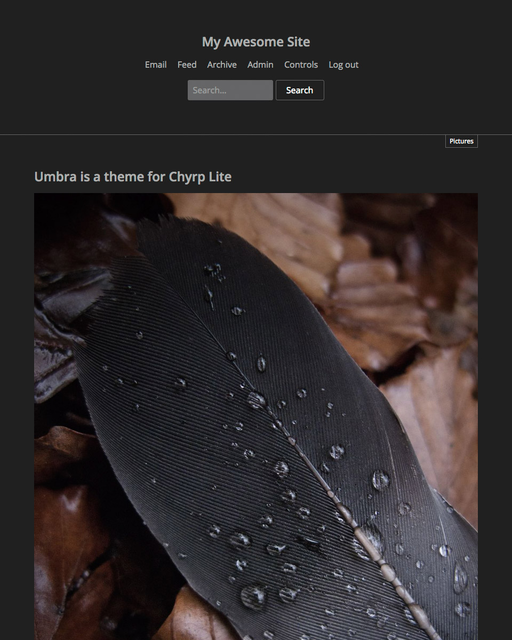 My Awesome Site
Email Feed Archive Admin Controls Log out
Search... Search
Pictures
Umbra is a theme for Chyrp Lite